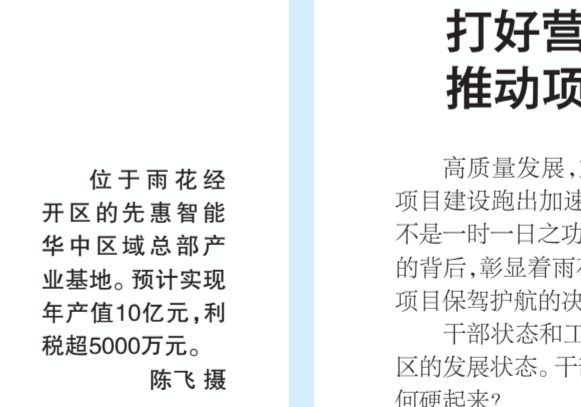 位于雨花经
开区的先惠智能
华中区域总部产
业基地。预计实现
年产值10亿元，利
税超5000万元。
陈飞 摄
打好营
推动项
高质量发展，
项目建设跑出加速
不是一时一日之功
的背后，彰显着雨
项目保驾护航的决
干部状态和工
区的发展状态。干
何硬起来？